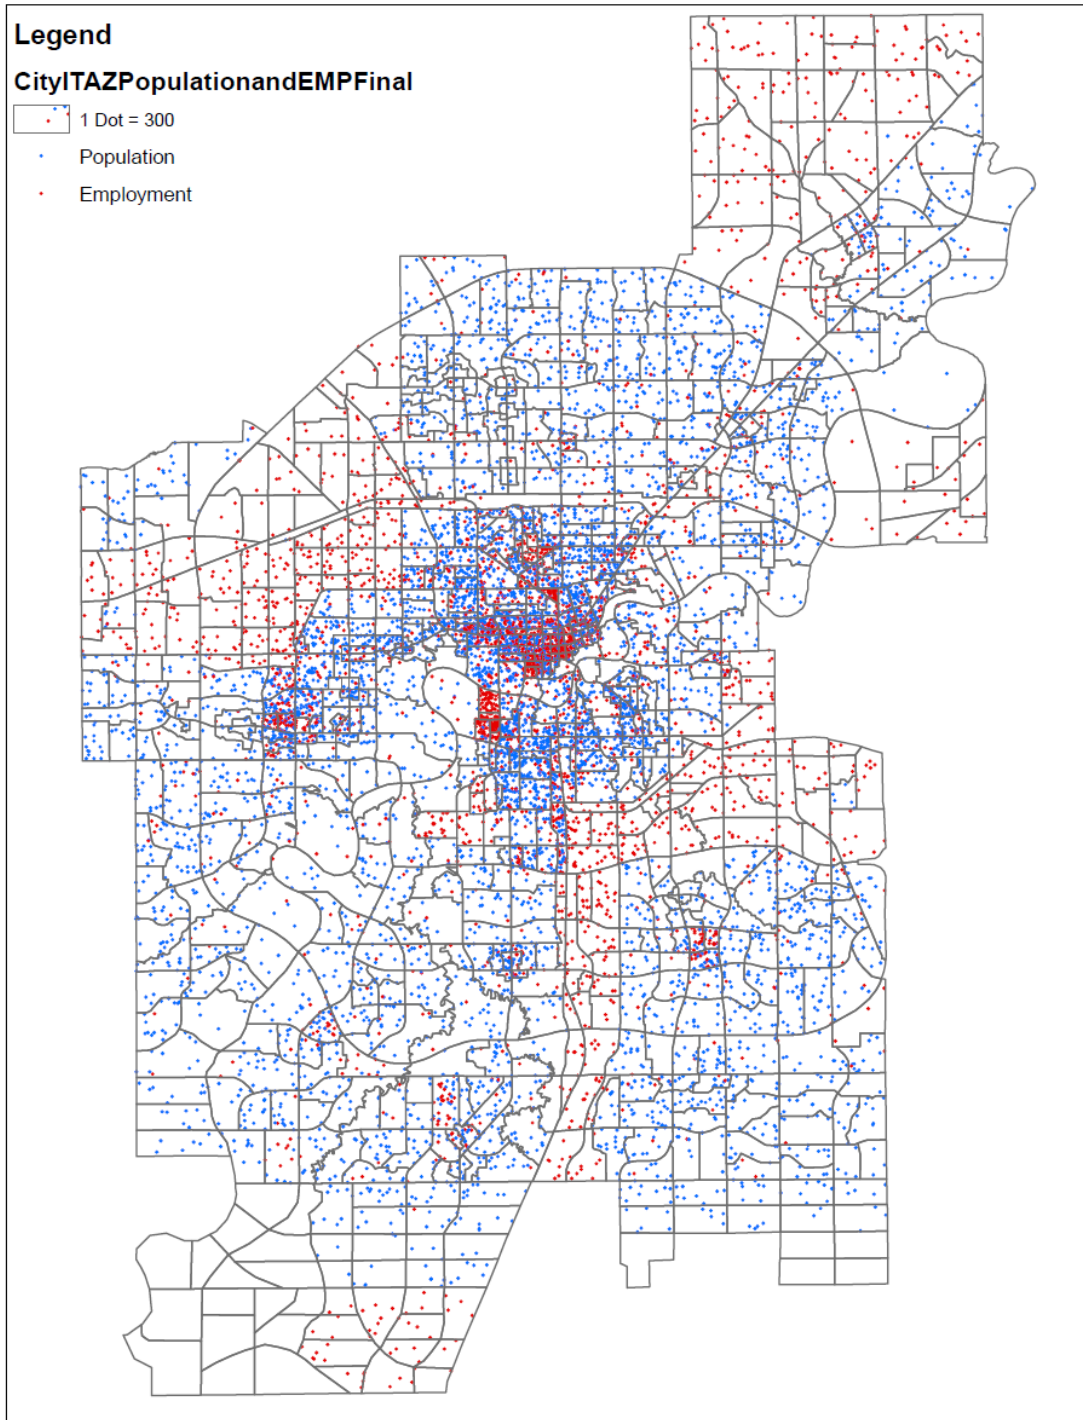 Legend
CityITAZPopulationandEMPFinal
1 Dot = 300
Population
Employment